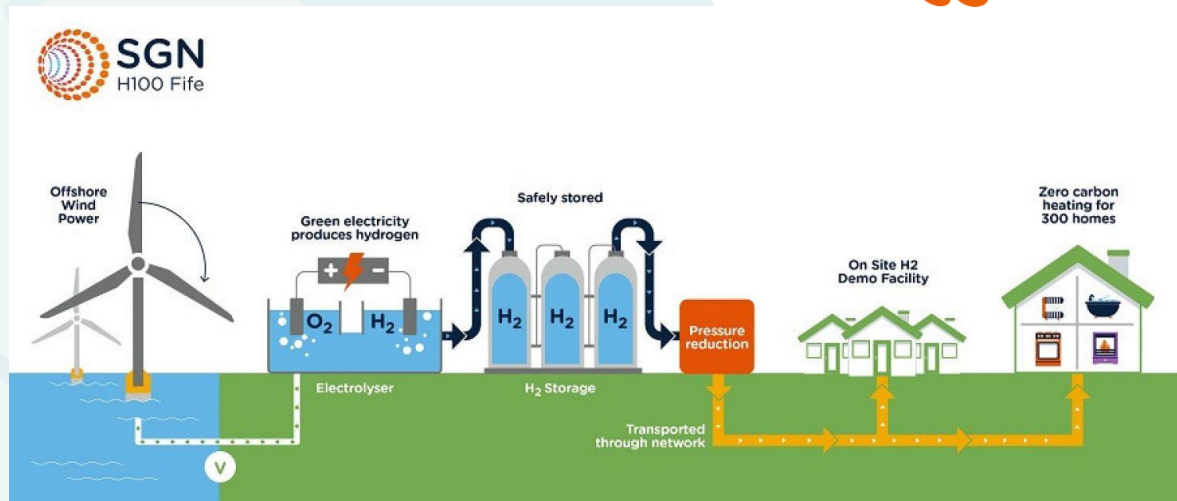 SGN
H100 Fife
Offshore
Wind
Power
Green electricity
produces hydrogen
Safely stored
Zero carbon
heating for
300 homes
On Site H2
Demo Facility
+ -
O₂ H₂
H₂ H₂ H₂
Pressure
reduction
Electrolyser
H₂ Storage
Transported
through network
V